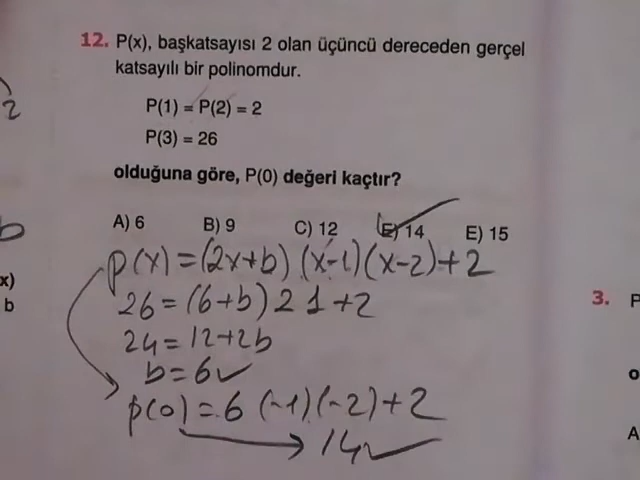 12. P(x), başkatsayısı 2 olan üçüncü dereceden gerçel
katsayılı bir polinomdur.
P(1) = P(2) = 2
P(3) = 26
olduğuna göre, P(0) değeri kaçtır?
A) 6 B) 9 C) 12 14 E) 15
P(x) = (2x+b) (x-1)(x-2)+2
26 = (6+b) 2 1 + 2
24 = 12+2b
b = 6
P(0) = 6 (-1)(-2)+2
14
2
b
x)
b
3. P
o
A